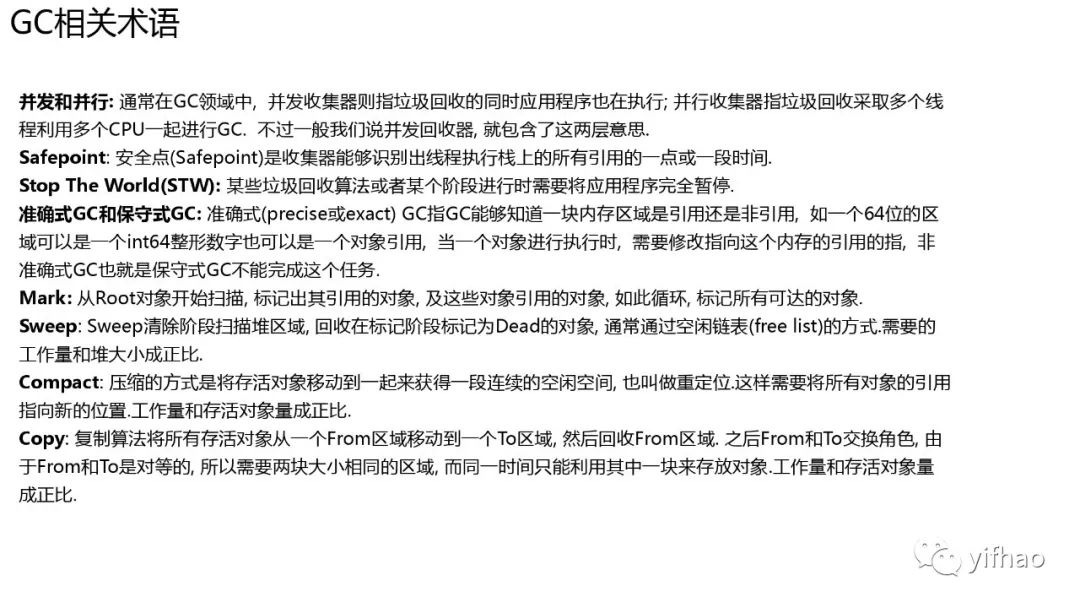 GC相关术语
并发和并行: 通常在GC领域中, 并发收集器则指垃圾回收的同时应用程序也在执行; 并行收集器指垃圾回收采取多个线
程利用多个CPU一起进行GC. 不过一般我们说并发回收器, 就包含了这两层意思.
Safepoint: 安全点(Safepoint)是收集器能够识别出线程执行栈上的所有引用的一点或一段时间.
Stop The World(STW): 某些垃圾回收算法或者某个阶段进行时需要将应用程序完全暂停.
准确式GC和保守式GC: 准确式(precise或exact) GC指GC能够知道一块内存区域是引用还是非引用, 如一个64位的区
域可以是一个int64整形数字也可以是一个对象引用, 当一个对象进行执行时, 需要修改指向这个内存的引用的指, 非
准确式GC也就是保守式GC不能完成这个任务.
Mark: 从Root对象开始扫描, 标记出其引用的对象, 及这些对象引用的对象, 如此循环, 标记所有可达的对象.
Sweep: Sweep清除阶段扫描堆区域, 回收在标记阶段标记为Dead的对象, 通常通过空闲链表(free list)的方式.需要的
工作量和堆大小成正比.
Compact: 压缩的方式是将存活对象移动到一起来获得一段连续的空闲空间, 也叫做重定位.这样需要将所有对象的引用
指向新的位置.工作量和存活对象量成正比.
Copy: 复制算法将所有存活对象从一个From区域移动到一个To区域, 然后回收From区域. 之后From和To交换角色, 由
于From和To是对等的, 所以需要两块大小相同的区域, 而同一时间只能利用其中一块来存放对象.工作量和存活对象量
成正比.
yifhao